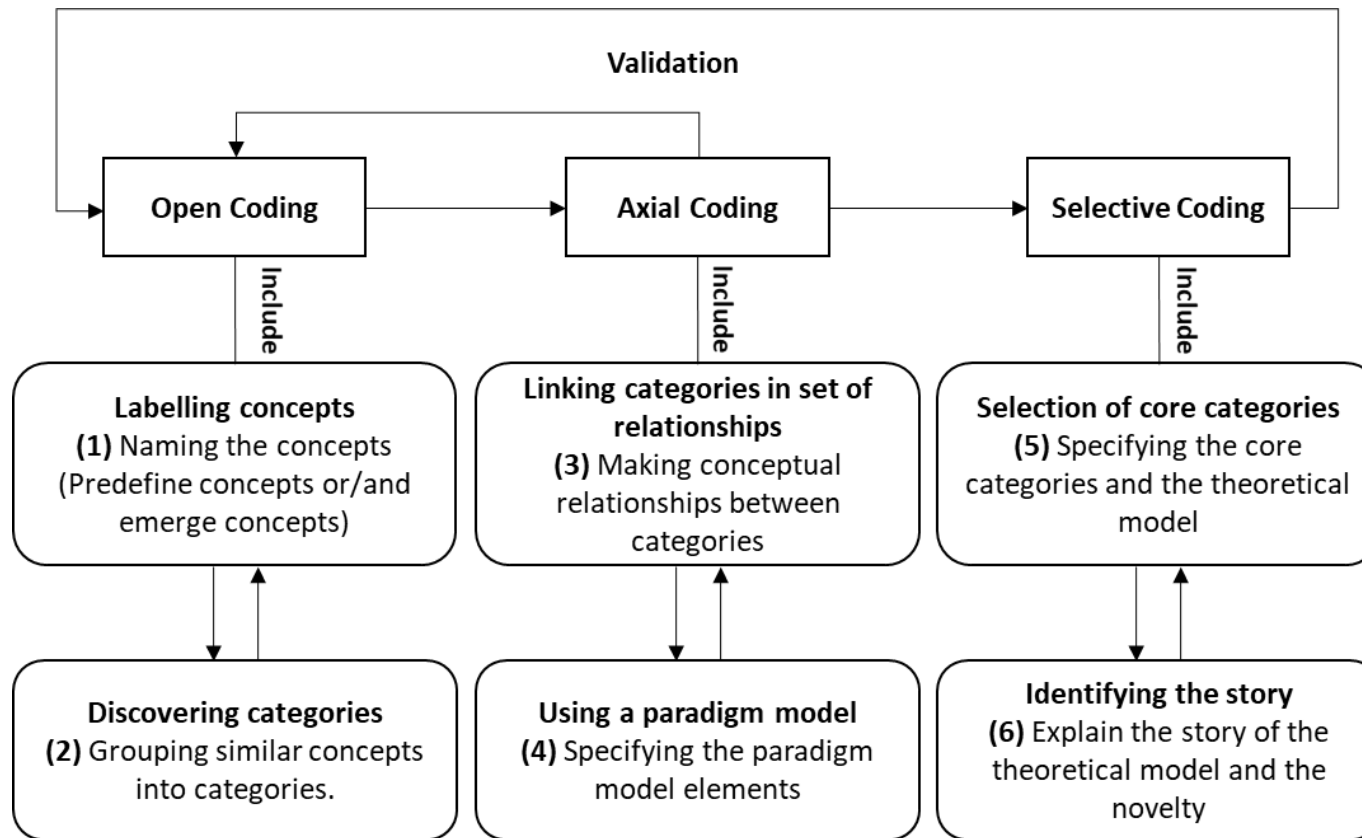 Validation
Open Coding
Axial Coding
Selective Coding
Include
Include
Include
Labelling concepts
(1) Naming the concepts
(Predefine concepts or/and
emerge concepts)
Linking categories in set of
relationships
(3) Making conceptual
relationships between
categories
Selection of core categories
(5) Specifying the core
categories and the theoretical
model
Discovering categories
(2) Grouping similar concepts
into categories.
Using a paradigm model
(4) Specifying the paradigm
model elements
Identifying the story
(6) Explain the story of the
theoretical model and the
novelty